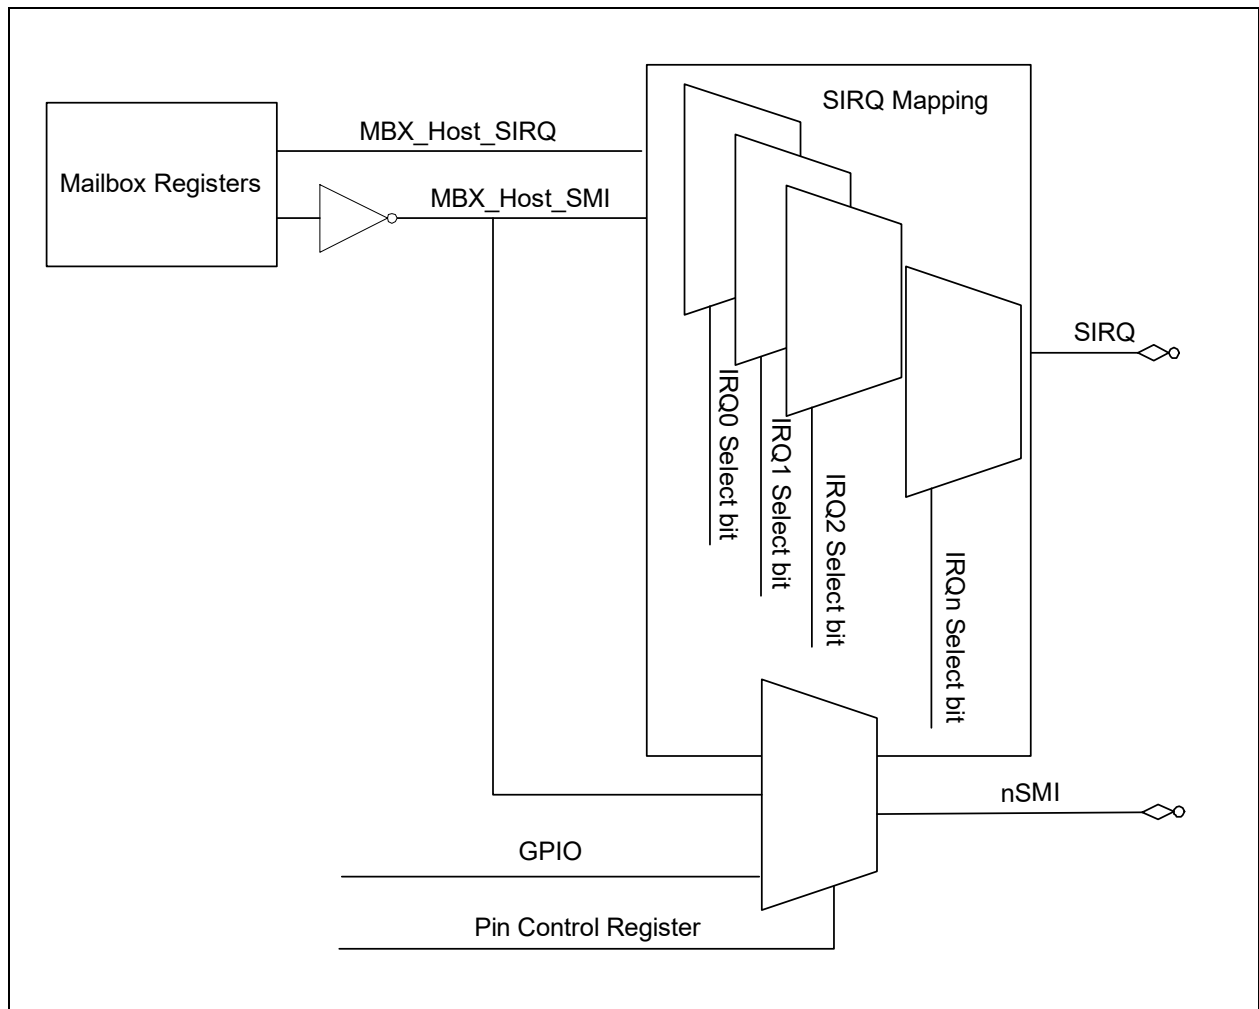 SIRQ Mapping
MBX_Host_SIRQ
Mailbox Registers
MBX_Host_SMI
SIRQ
IRQ0 Select bit
IRQ1 Select bit
IRQ2 Select bit
IRQn Select bit
nSMI
GPIO
Pin Control Register